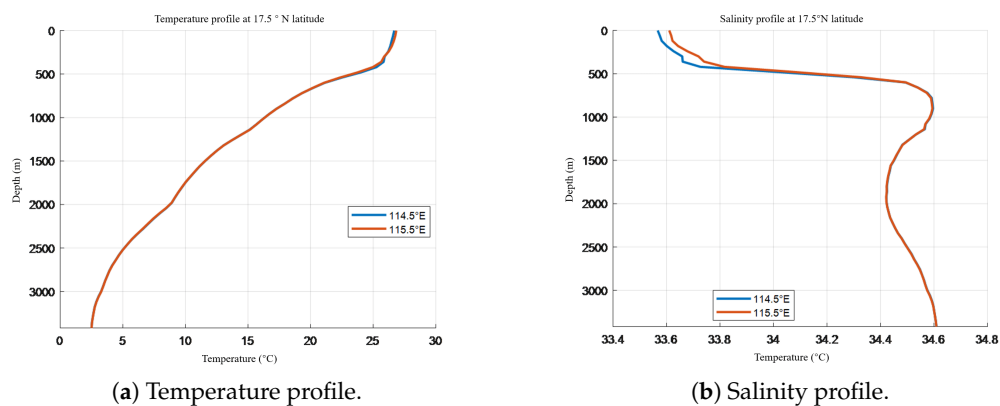 Temperature profile at 17.5 ° N latitude
0
500
1000
1500
2000
2500
3000
Depth (m)
114.5°E
115.5°E
0 5 10 15 20 25 30
Temperature (°C)
(a) Temperature profile.
Salinity profile at 17.5°N latitude
0
500
1000
1500
2000
2500
3000
Depth (m)
114.5°E
115.5°E
33.4 33.6 33.8 34 34.2 34.4 34.6 34.8
Temperature (°C)
(b) Salinity profile.